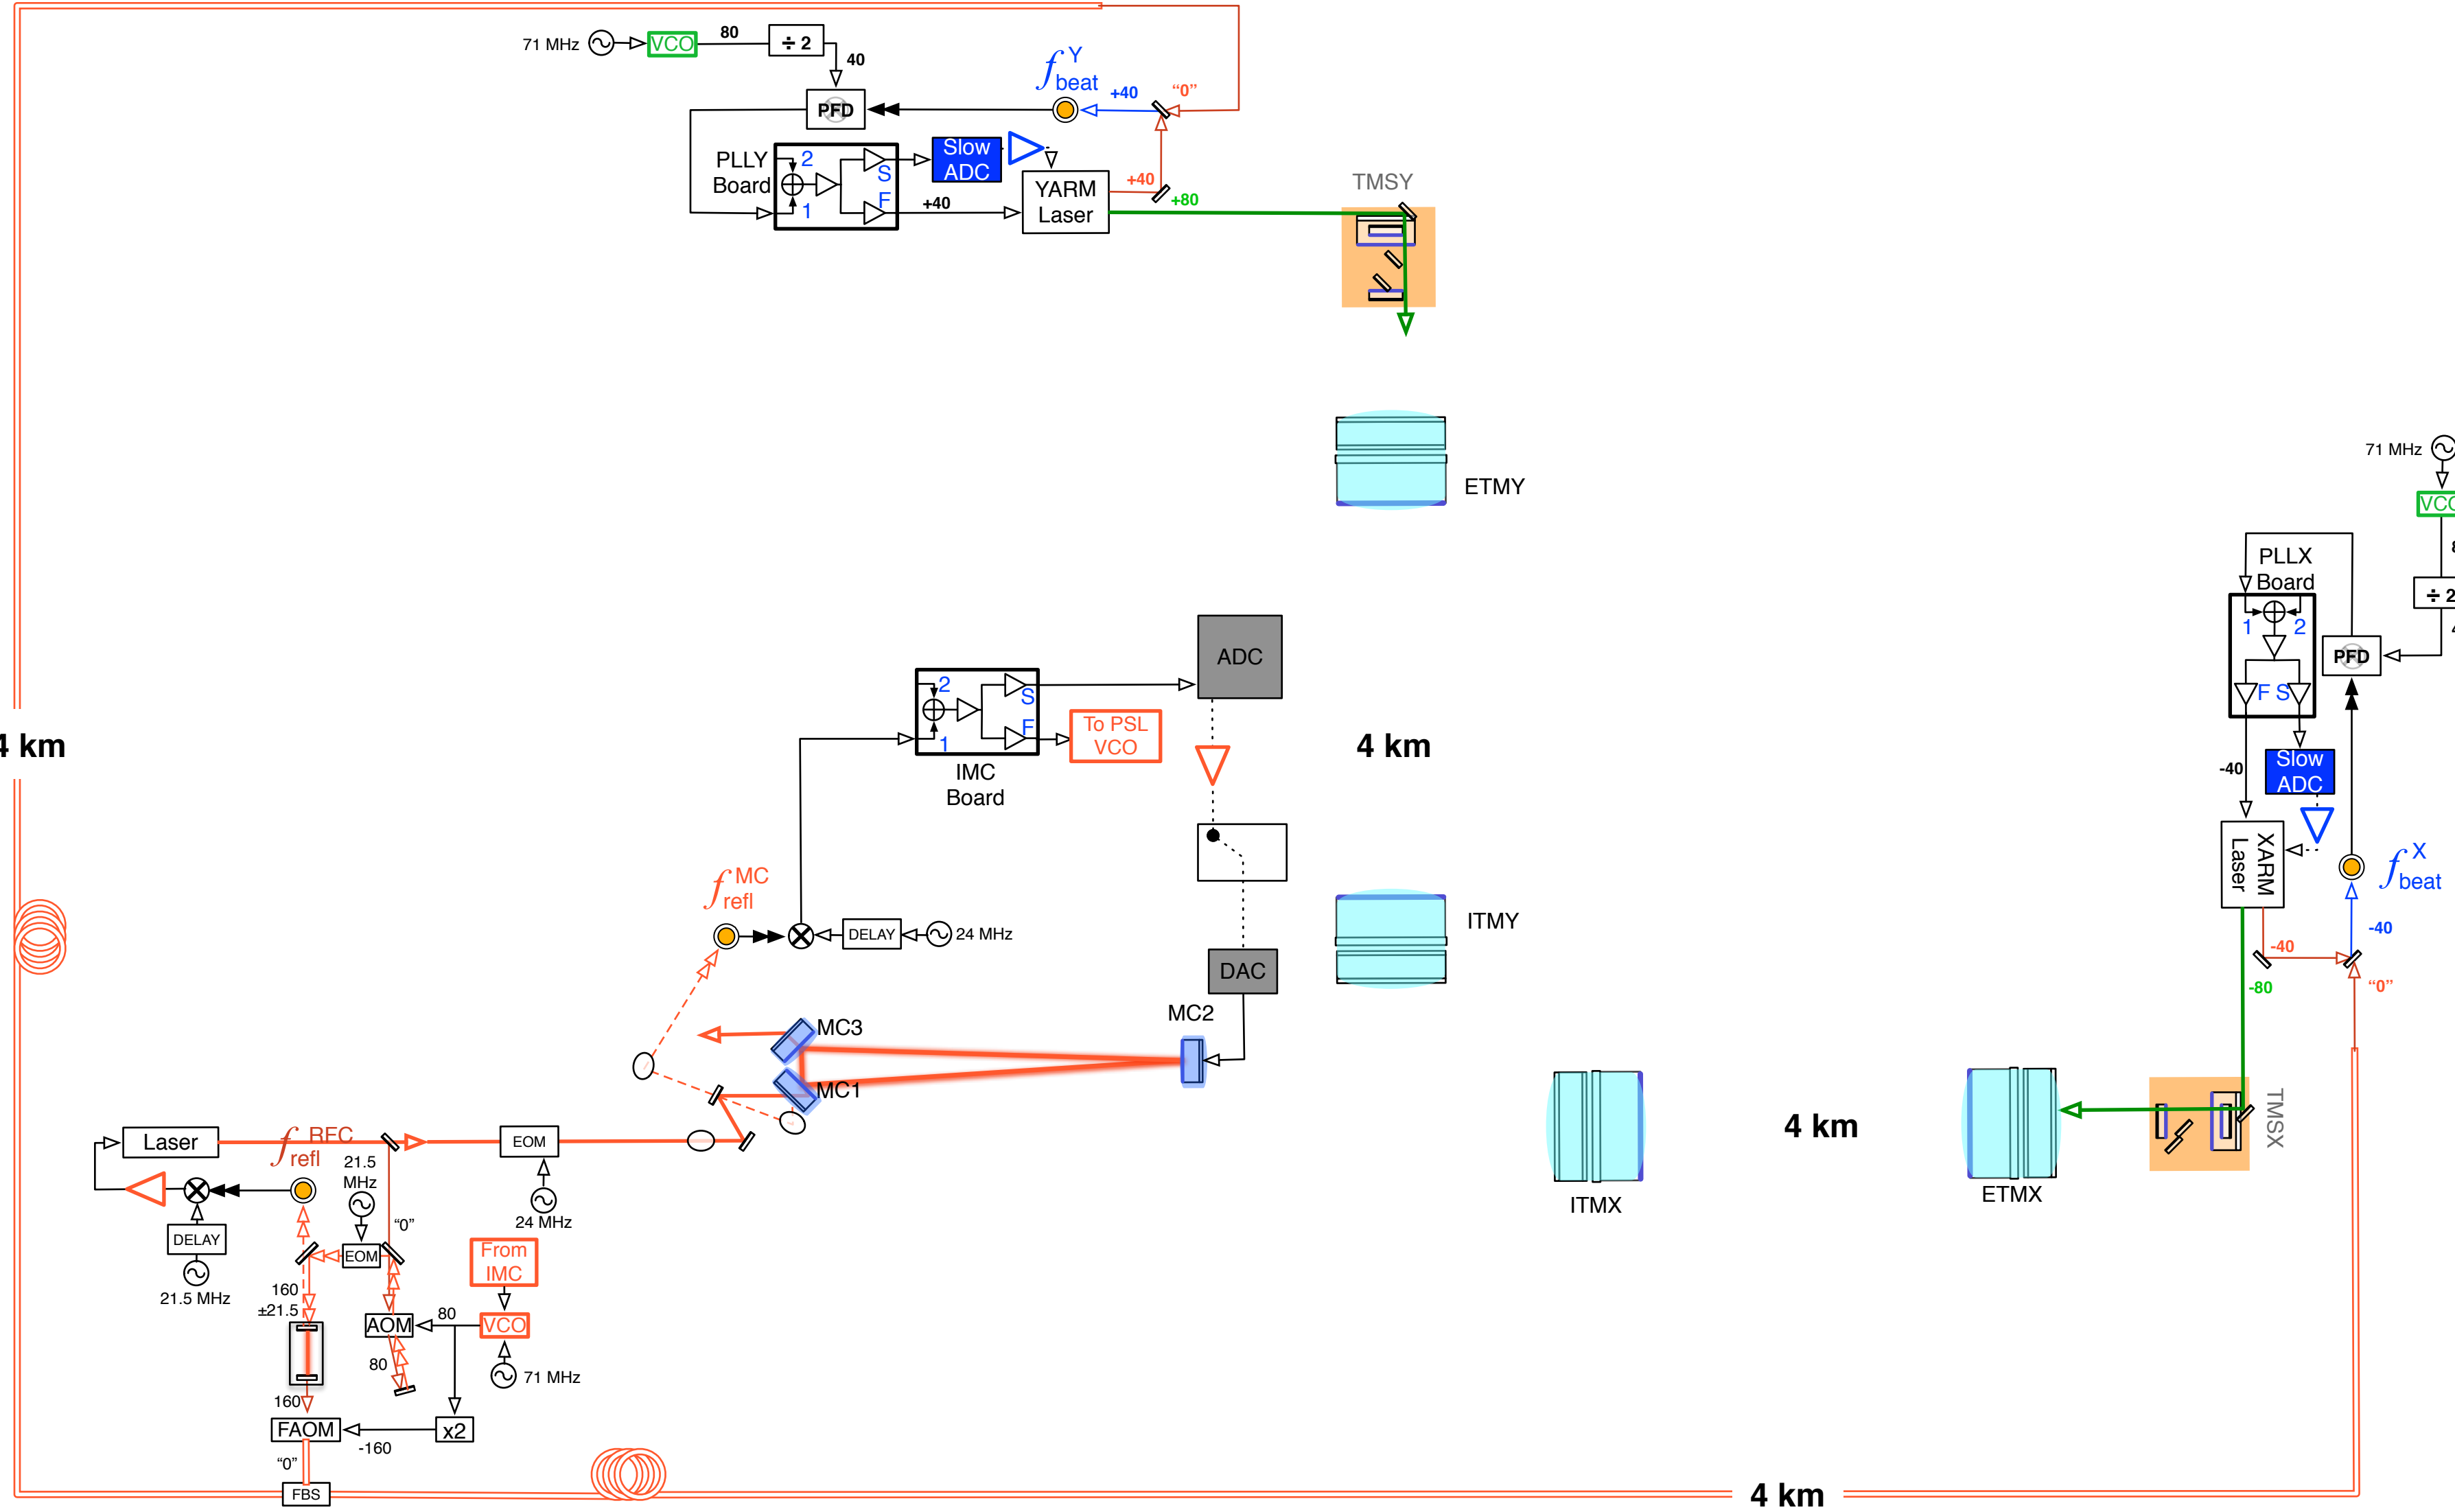 71 MHz
VCO
80
÷ 2
40
f Y beat
+40
"0"
PFD
PLLY
Board
2
1
S
F
Slow
ADC
+40
YARM
Laser
+40
+80
TMSY
ETMY
71 MHz
÷ 2
PLLX
Board
1
2
F S
PFD
-40
Slow
ADC
XARM
Laser
f X beat
-40
-40
"0"
-80
ADC
2
1
S
F
To PSL
VCO
IMC
Board
4 km
4 km
f MC refl
DELAY
24 MHz
ITMY
DAC
MC2
MC3
MC1
Laser
f RFC refl
21.5
MHz
EOM
24 MHz
"0"
DELAY
21.5 MHz
EOM
From
IMC
160
±21.5
AOM
80
VCO
80
71 MHz
160
FAOM
-160
x2
"0"
FBS
ITMX
4 km
ETMX
TMSX
4 km